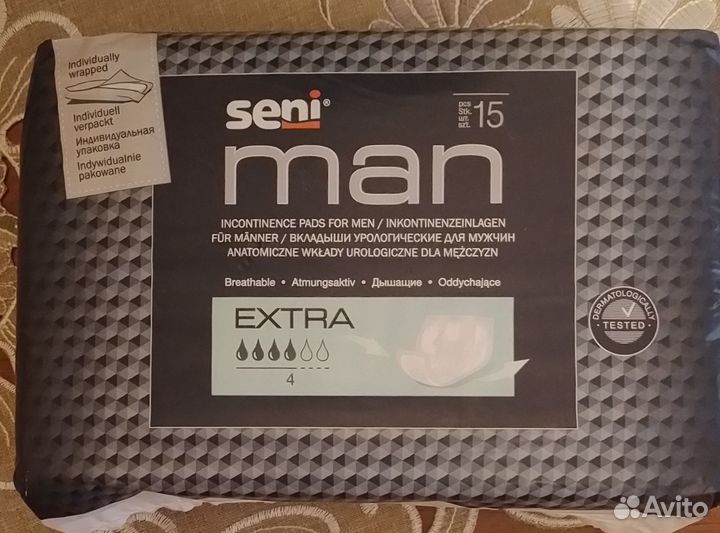 Individually
wrapped
Individuell
verpackt
Индивидуальная
упаковка
Indywidualnie
pakowane
seni®
pcs
Stk.
шт.
szt.
15
man
INCONTINENCE PADS FOR MEN / INKONTINENZEINLAGEN
FÜR MÄNNER / ВКЛАДЫШИ УРОЛОГИЧЕСКИЕ ДЛЯ МУЖЧИН
ANATOMICZNE WKŁADY UROLOGICZNE DLA MĘŻCZYZN
Breathable • Atmungsaktiv • Дышащие • Oddychające
EXTRA
4
DERMATOLOGICALLY
• TESTED •
Avito